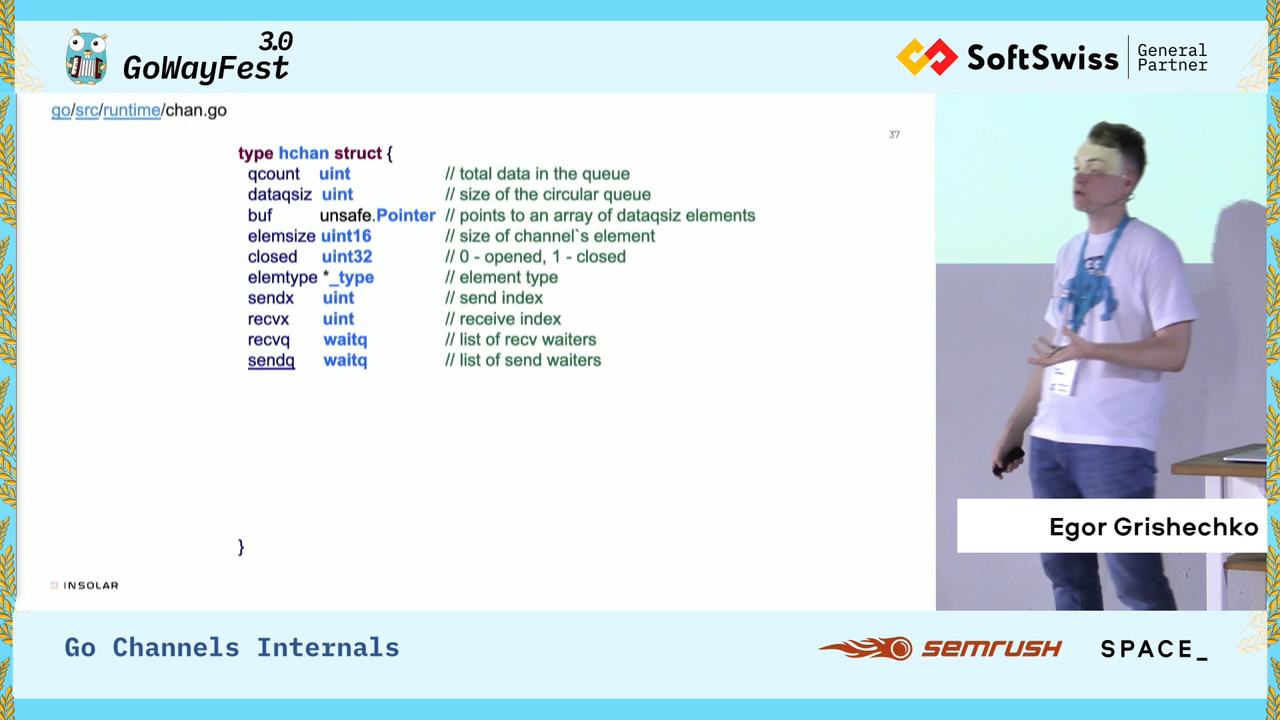 3.0
GoWayFest
SoftSwiss
General
Partner
go/src/runtime/chan.go
37
type hchan struct {
qcount uint // total data in the queue
dataqsiz uint // size of the circular queue
buf unsafe.Pointer // points to an array of dataqsiz elements
elemsize uint16 // size of channel`s element
closed uint32 // 0 - opened, 1 - closed
elemtype *_type // element type
sendx uint // send index
recvx uint // receive index
recvq waitq // list of recv waiters
sendq waitq // list of send waiters
}
INSOLAR
Egor Grishechko
Go Channels Internals
SEMRUSH
SPACE_